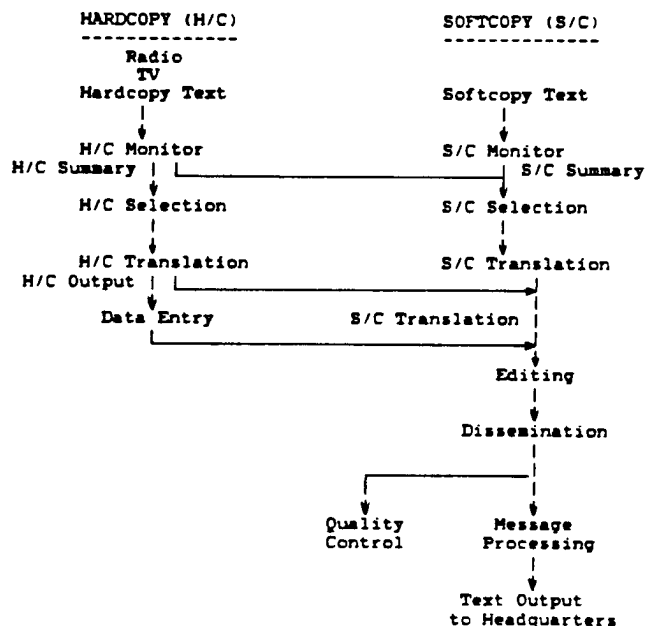 HARDCOPY (H/C)
SOFTCOPY (S/C)
Radio
TV
Hardcopy Text
Softcopy Text
H/C Monitor
S/C Monitor
H/C Summary
S/C Summary
H/C Selection
S/C Selection
H/C Translation
S/C Translation
H/C Output
Data Entry
S/C Translation
Editing
Dissemination
Quality
Control
Message
Processing
Text Output
to Headquarters